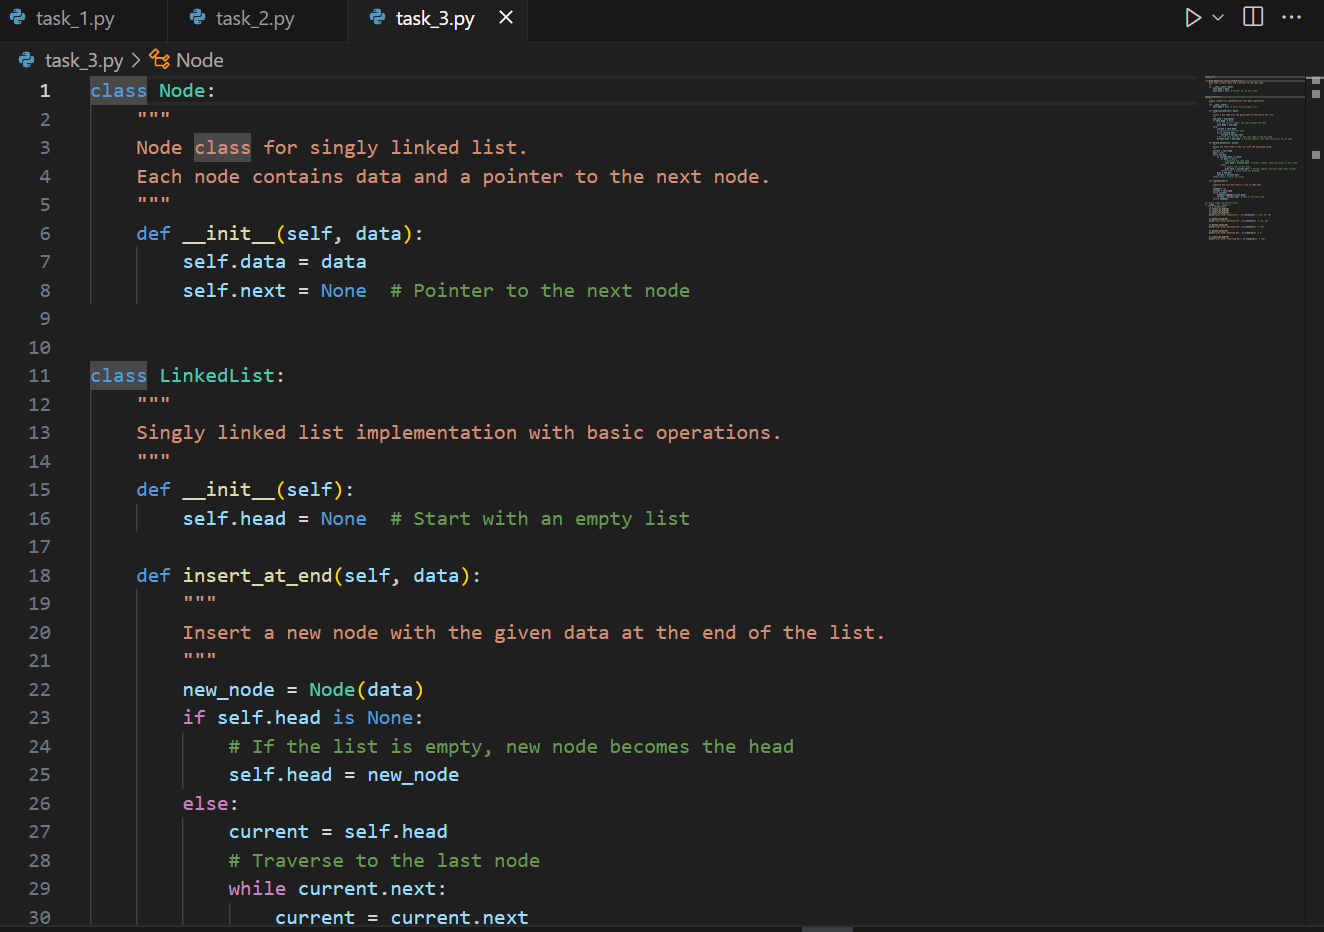 task_1.py task_2.py task_3.py
task_3.py > Node
1 class Node:
2     """
3     Node class for singly linked list.
4     Each node contains data and a pointer to the next node.
5     """
6     def __init__(self, data):
7         self.data = data
8         self.next = None  # Pointer to the next node
9
10
11 class LinkedList:
12     """
13     Singly linked list implementation with basic operations.
14     """
15     def __init__(self):
16         self.head = None  # Start with an empty list
17
18     def insert_at_end(self, data):
19         """
20         Insert a new node with the given data at the end of the list.
21         """
22         new_node = Node(data)
23         if self.head is None:
24             # If the list is empty, new node becomes the head
25             self.head = new_node
26         else:
27             current = self.head
28             # Traverse to the last node
29             while current.next:
30                 current = current.next